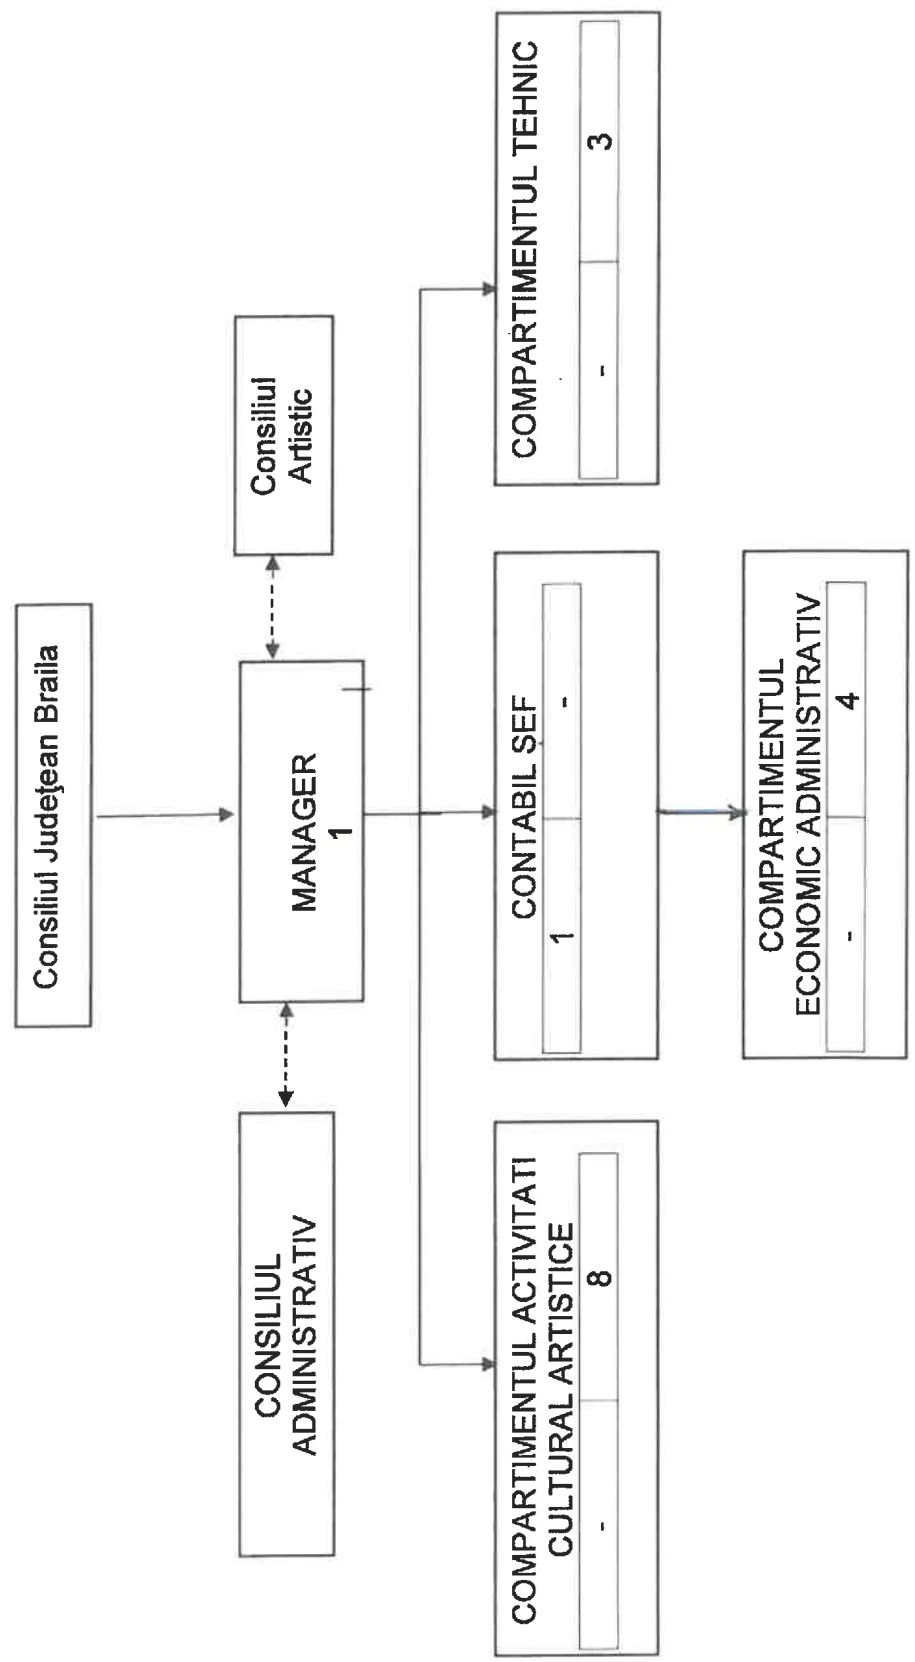 Consiliul Județean Braila
CONSILIUL
ADMINISTRATIV
MANAGER
1
Consiliul
Artistic
COMPARTIMENTUL ACTIVITATI
CULTURAL ARTISTICE
- 8
CONTABIL SEF
1 -
COMPARTIMENTUL TEHNIC
- 3
COMPARTIMENTUL
ECONOMIC ADMINISTRATIV
- 4